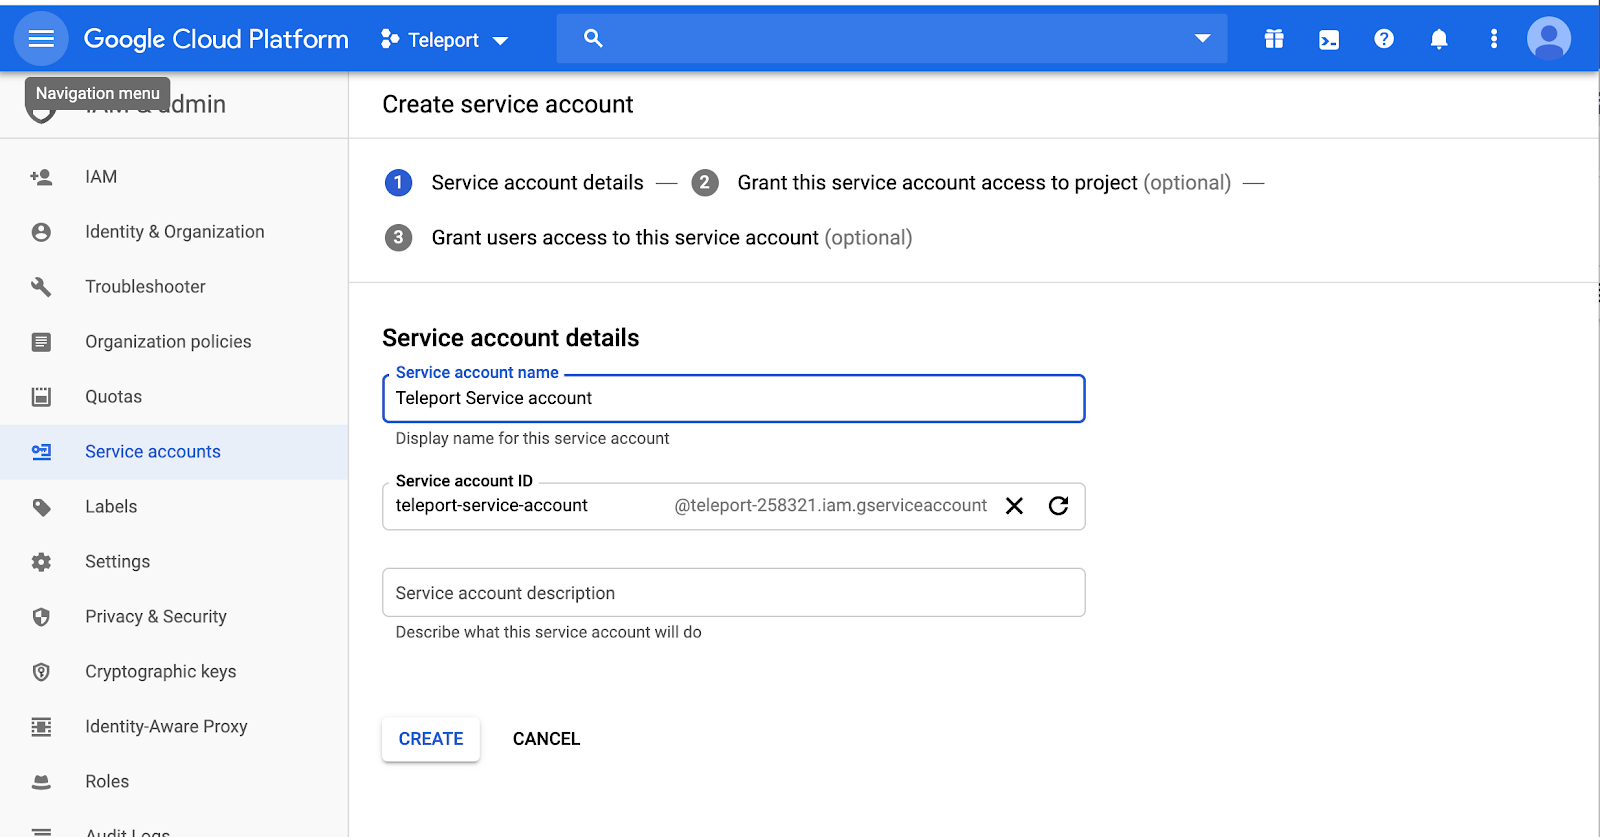 Google Cloud Platform
Teleport
Navigation menu
IAM & admin
Create service account
IAM
Identity & Organization
Troubleshooter
Organization policies
Quotas
Service accounts
Labels
Settings
Privacy & Security
Cryptographic keys
Identity-Aware Proxy
Roles
Audit Logs
1 Service account details — 2 Grant this service account access to project (optional) —
3 Grant users access to this service account (optional)
Service account details
Service account name
Teleport Service account
Display name for this service account
Service account ID
teleport-service-account @teleport-258321.iam.gserviceaccount
Service account description
Describe what this service account will do
CREATE CANCEL